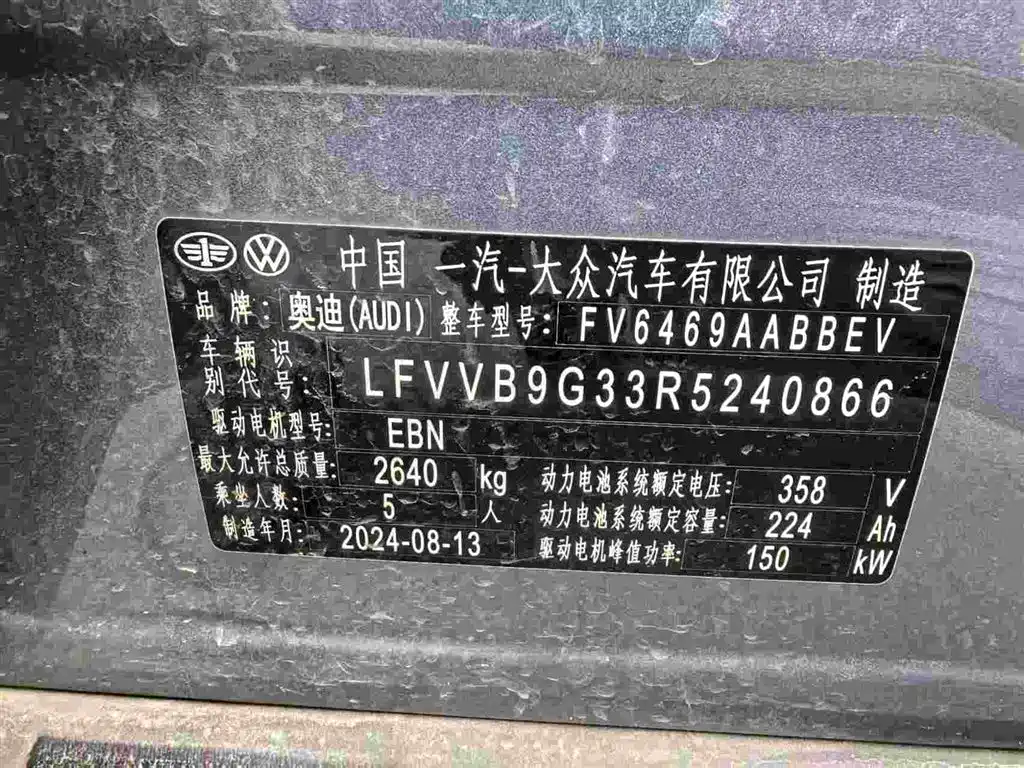 中国 一汽-大众汽车有限公司 制造
品牌: 奥迪(AUDI) 整车型号: FV6469AABBEV
车辆识别代号: LFVVB9G33R5240866
驱动电机型号: EBN
最大允许总质量: 2640 kg 动力电池系统额定电压: 358 V
乘坐人数: 5 人 动力电池系统额定容量: 224 Ah
制造年月: 2024-08-13 驱动电机峰值功率: 150 kW